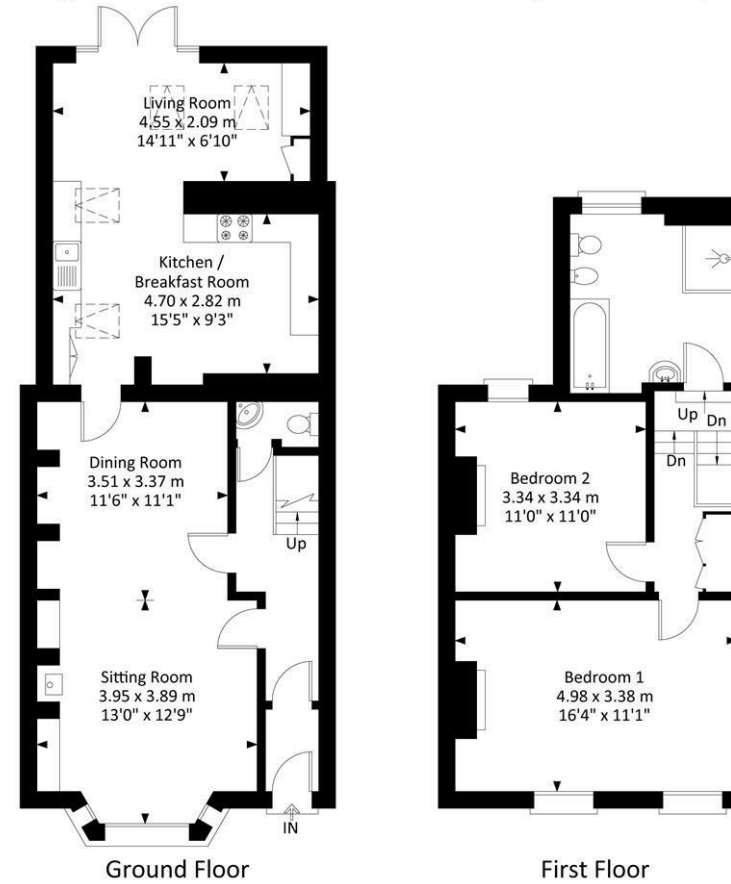 Living Room
4.55 x 2.09 m
14'11" x 6'10"
Kitchen /
Breakfast Room
4.70 x 2.82 m
15'5" x 9'3"
Dining Room
3.51 x 3.37 m
11'6" x 11'1"
Up
Sitting Room
3.95 x 3.89 m
13'0" x 12'9"
IN
Ground Floor
Up
Dn
Dn
Bedroom 2
3.34 x 3.34 m
11'0" x 11'0"
Bedroom 1
4.98 x 3.38 m
16'4" x 11'1"
First Floor